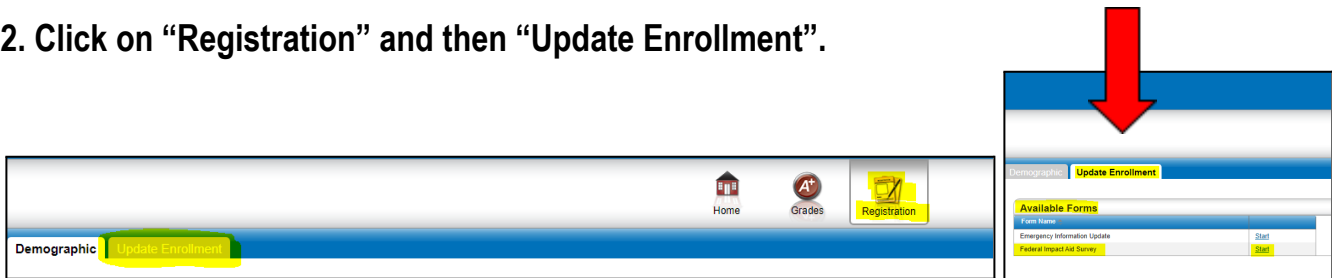 2. Click on “Registration” and then “Update Enrollment”.
Home
A+
Grades
Registration
Demographic
Update Enrollment
Demographic
Update Enrollment
Available Forms
Form Name
Emergency Information Update
Start
Federal Impact Aid Survey
Start